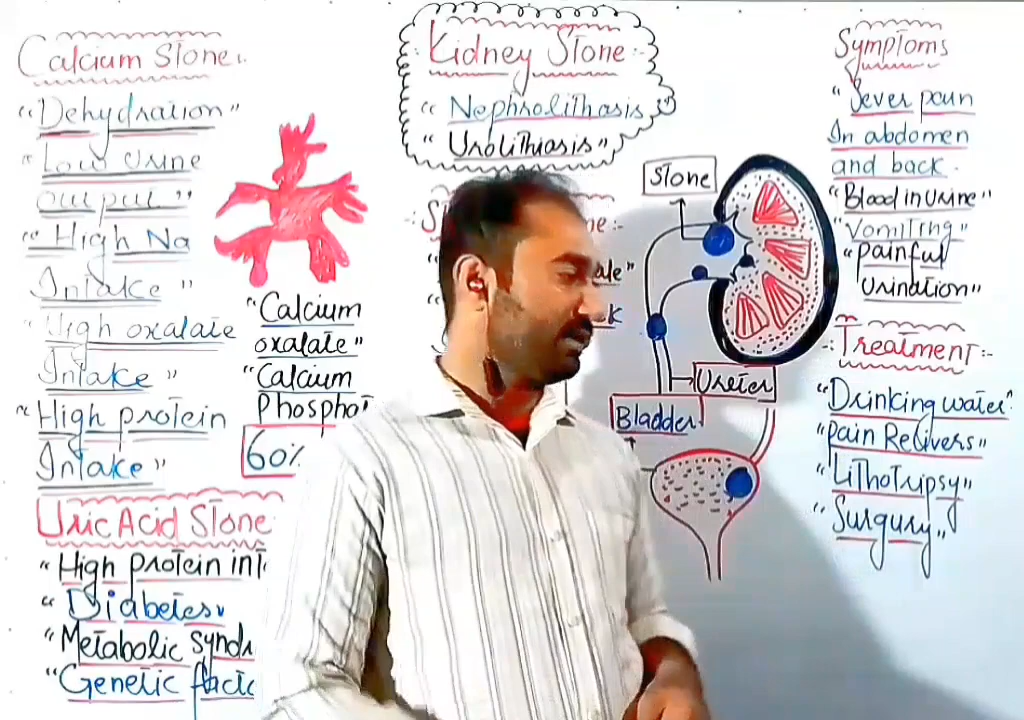 Calcium Stone:-
"Dehydration"
"Low Urine
output"
"High Na
Intake"
"High oxalate
Intake"
"High protein
Intake"
"Calcium
oxalate"
"Calcium
60%
Uric Acid Stone
"High protein
"Diabetes"
"Metabolic
"Genetic
Kidney Stone:-
"Nephrolithasis
"Urolithiasis"
Stone
Ureter
Bladder
Symptoms
"Sever pain
In abdomen
and back.
"Blood in Urine"
"Vomiting"
"Painful
Urination"
:-Treatment:-
"Drinking water"
"Pain Relivers"
"Lithotripsy"
"Surgury"